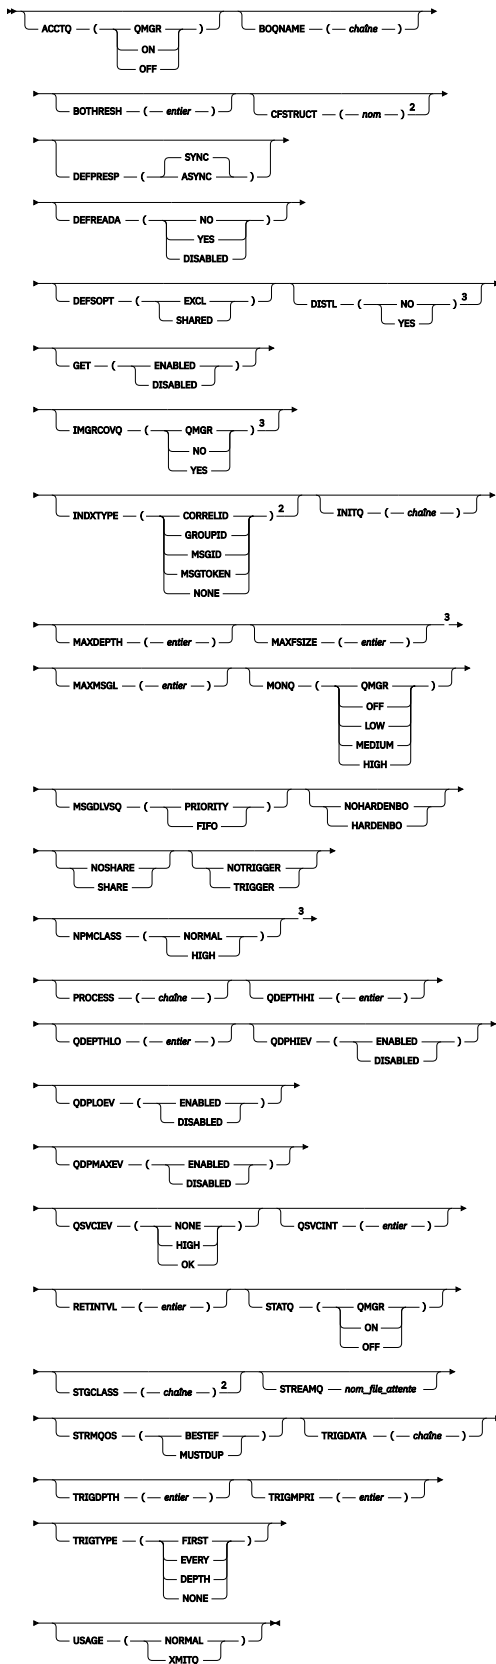 ACCTQ ( QMGR ) BOQNAME ( chaîne )
ON
OFF
BOTHRESH ( entier ) CFSTRUCT ( nom ) 2
SYNC
DEFPRESP ( ASYNC )
DEFREADA ( NO )
YES
DISABLED
DEFSOPT ( EXCL ) DISTL ( NO ) 3
SHARED YES
GET ( ENABLED )
DISABLED
IMGRCOVQ ( QMGR ) 3
NO
YES
INDXTYPE ( CORRELID ) 2 INITQ ( chaîne )
GROUPID
MSGID
MSGTOKEN
NONE
MAXDEPTH ( entier ) MAXFSIZE ( entier ) 3
MAXMSGL ( entier ) MONQ ( QMGR )
OFF
LOW
MEDIUM
HIGH
MSGDLVSQ ( PRIORITY ) NOHARDENBO
FIFO HARDENBO
NOSHARE NOTRIGGER
SHARE TRIGGER
NPMCLASS ( NORMAL ) 3
HIGH
PROCESS ( chaîne ) QDEPTHHI ( entier )
QDEPTHLO ( entier ) QDPHIEV ( ENABLED )
DISABLED
QDPLOEV ( ENABLED )
DISABLED
QDPMAXEV ( ENABLED )
DISABLED
QSVCIEV ( NONE ) QSVCINT ( entier )
HIGH
OK
RETINTVL ( entier ) STATQ ( QMGR )
ON
OFF
STGCLASS ( chaîne ) 2 STREAMQ nom_file_attente
STRMQOS ( BESTEF ) TRIGDATA ( chaîne )
MUSTDUP
TRIGDPTH ( entier ) TRIGMPRI ( entier )
TRIGTYPE ( FIRST )
EVERY
DEPTH
NONE
USAGE ( NORMAL )
XMITQ